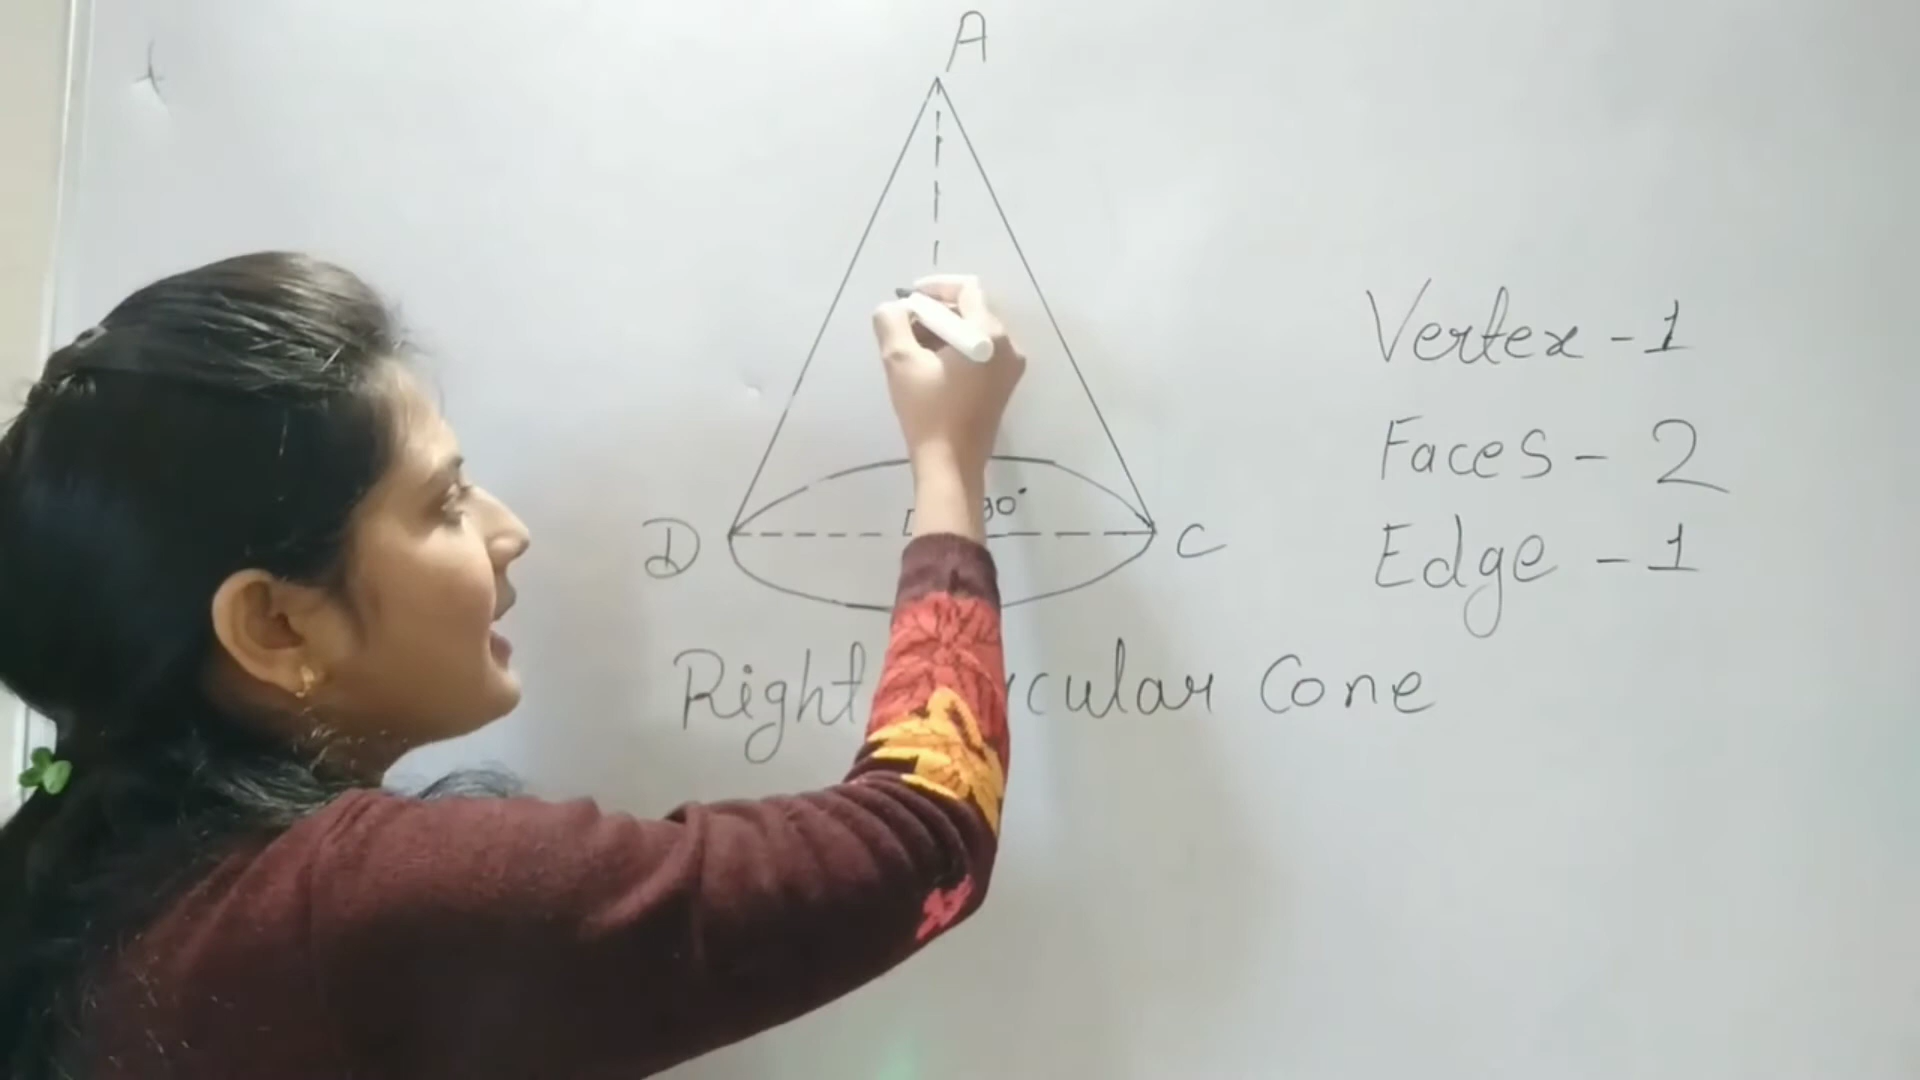 A
90°
D
C
Vertex - 1
Faces - 2
Edge - 1
Right cular Cone